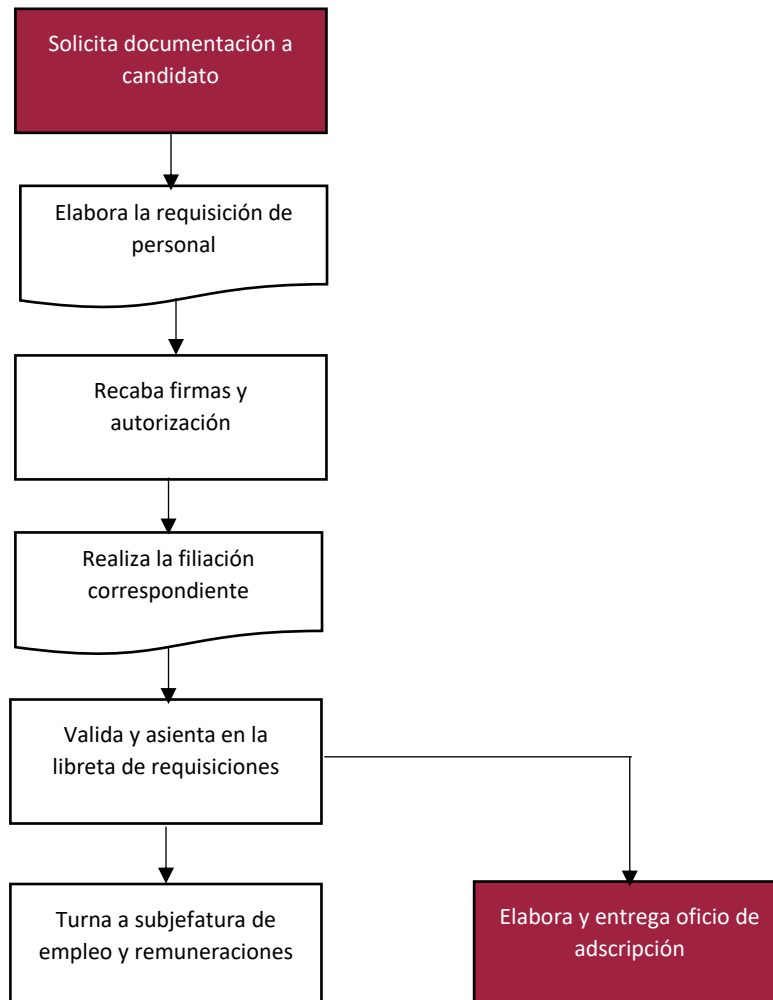 Solicita documentación a
candidato
Elabora la requisición de
personal
Recaba firmas y
autorización
Realiza la filiación
correspondiente
Valida y asienta en la
libreta de requisiciones
Turna a subjefatura de
empleo y remuneraciones
Elabora y entrega oficio de
adscripción